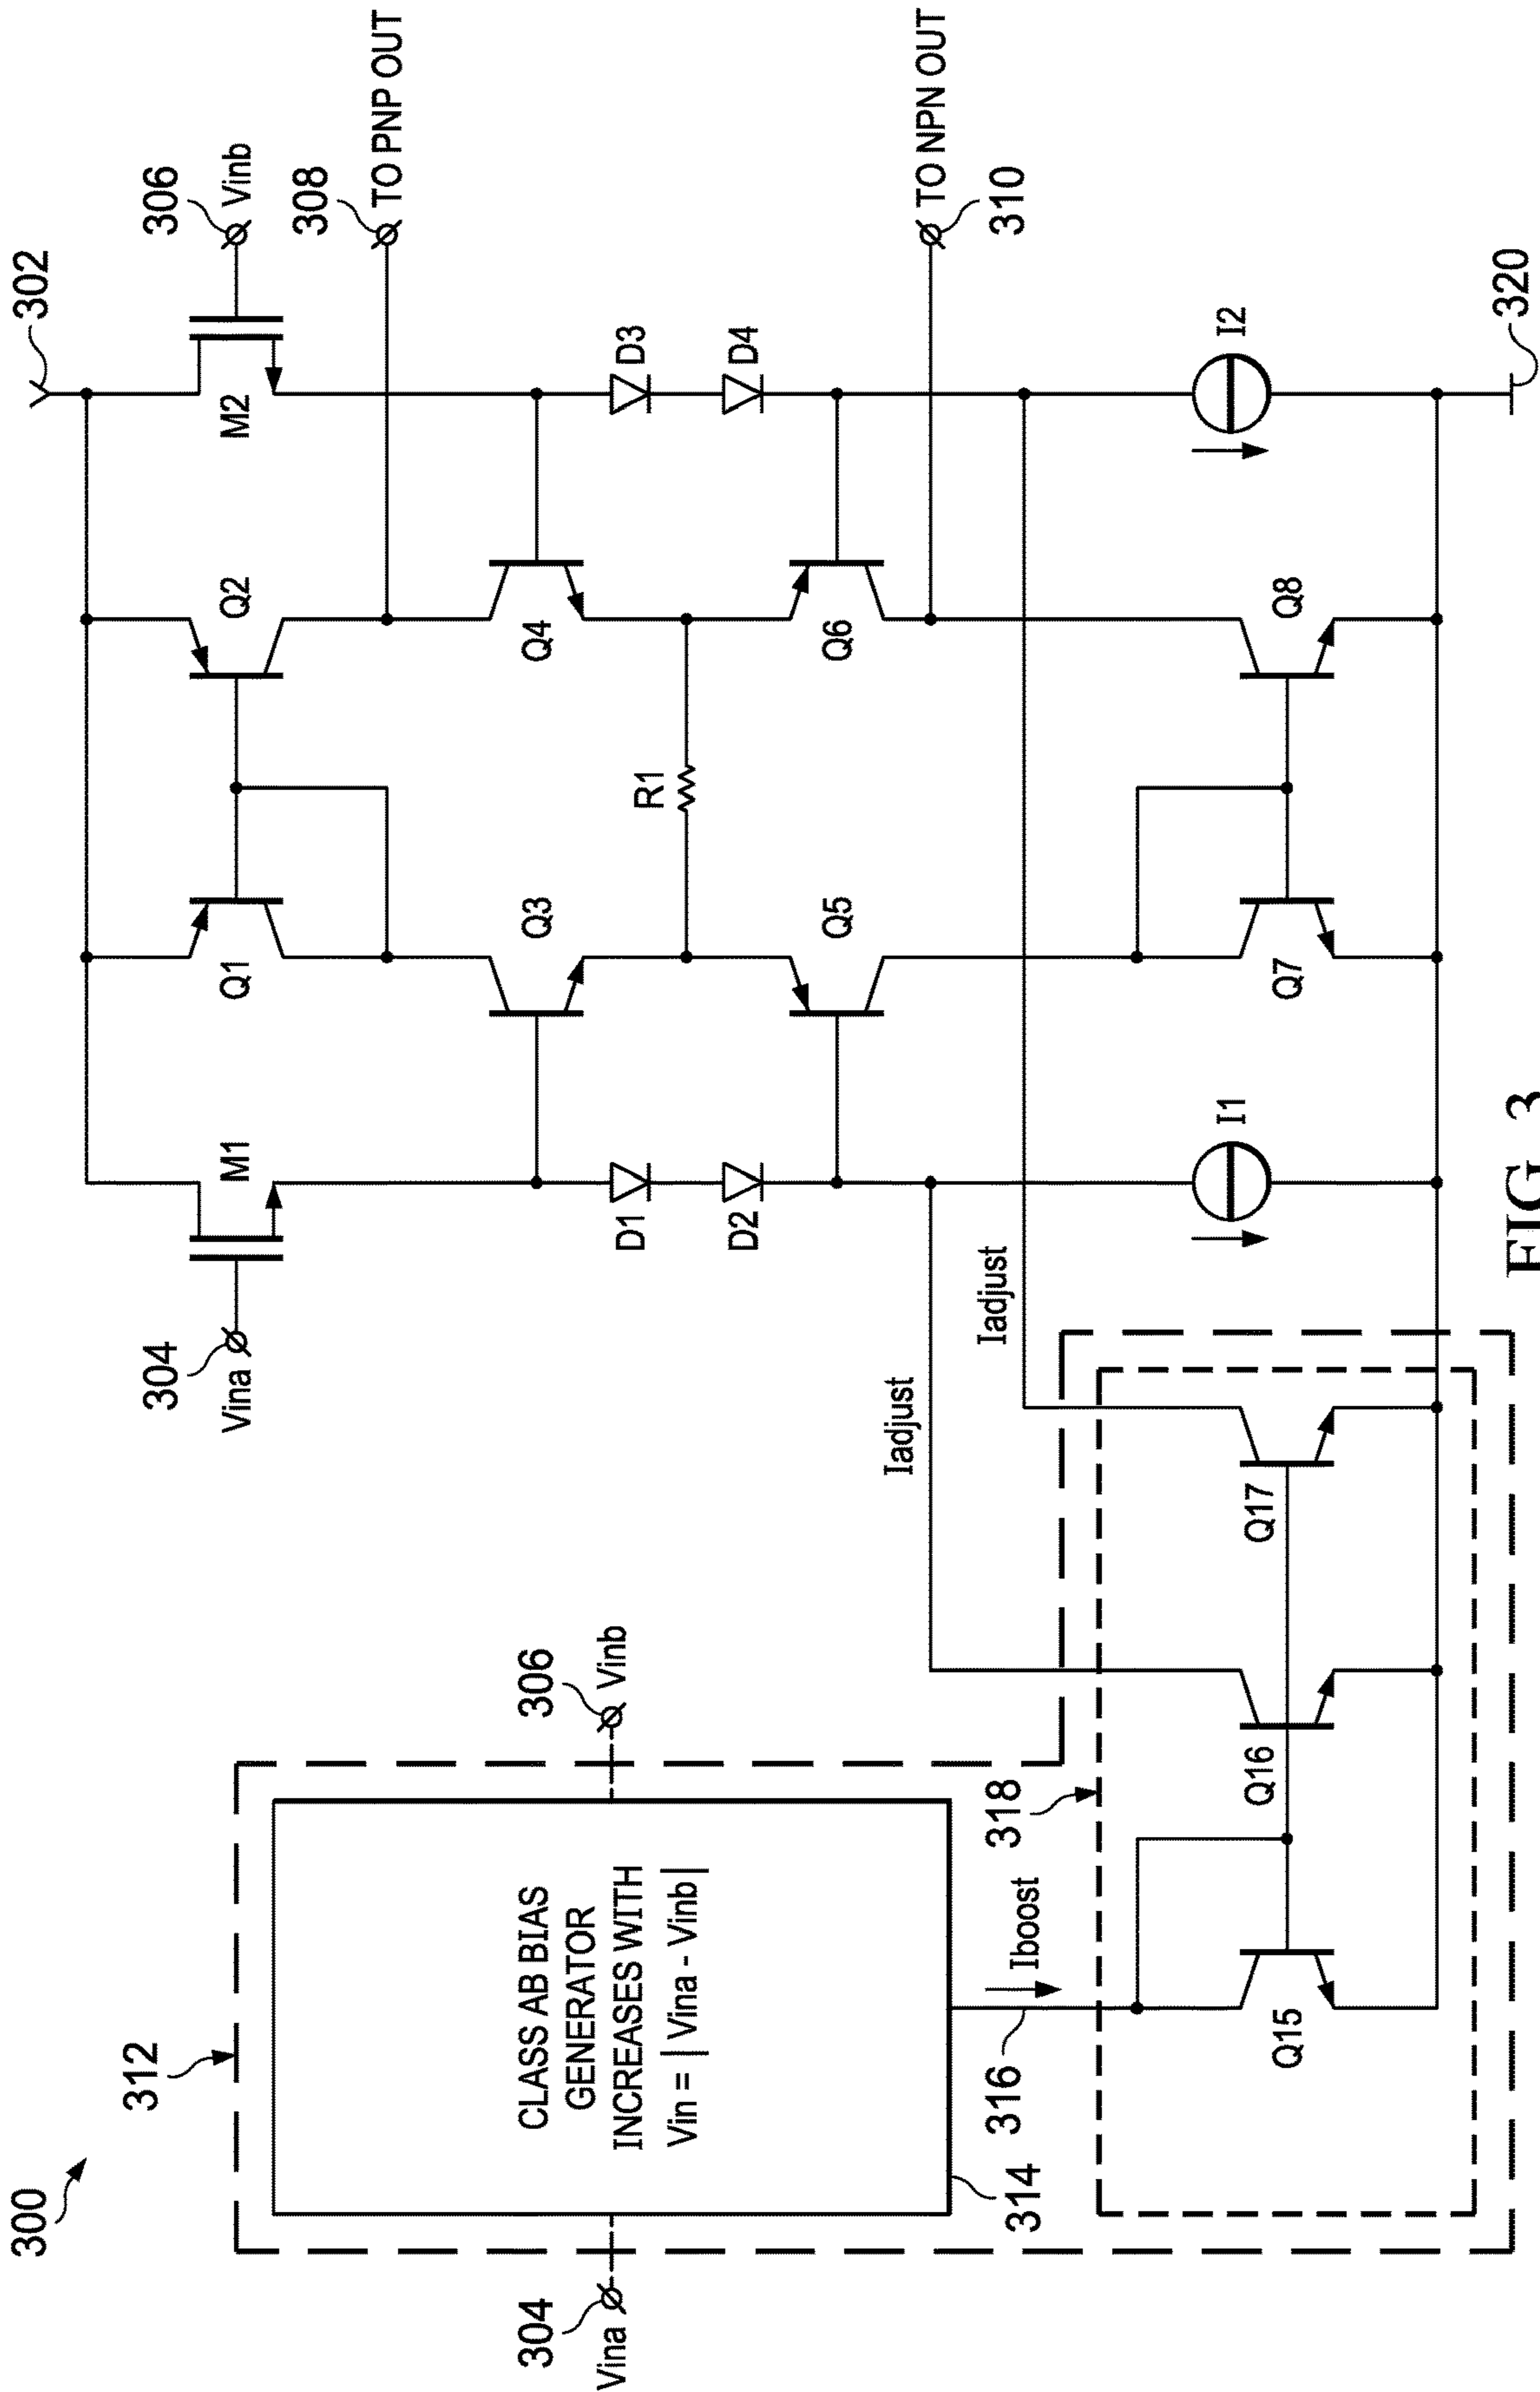 300
312
304
Vina
CLASS AB BIAS
GENERATOR
INCREASES WITH
Vin = | Vina - Vinb |
306
Vinb
314
316
Iboost
318
Q15
Q16
Q17
Iadjust
Iadjust
304
Vina
M1
D1
D2
I1
Q1
Q3
Q5
Q7
R1
Q2
Q4
Q6
Q8
302
M2
306
Vinb
308
TO PNP OUT
D3
D4
310
TO NPN OUT
I2
320
FIG. 3